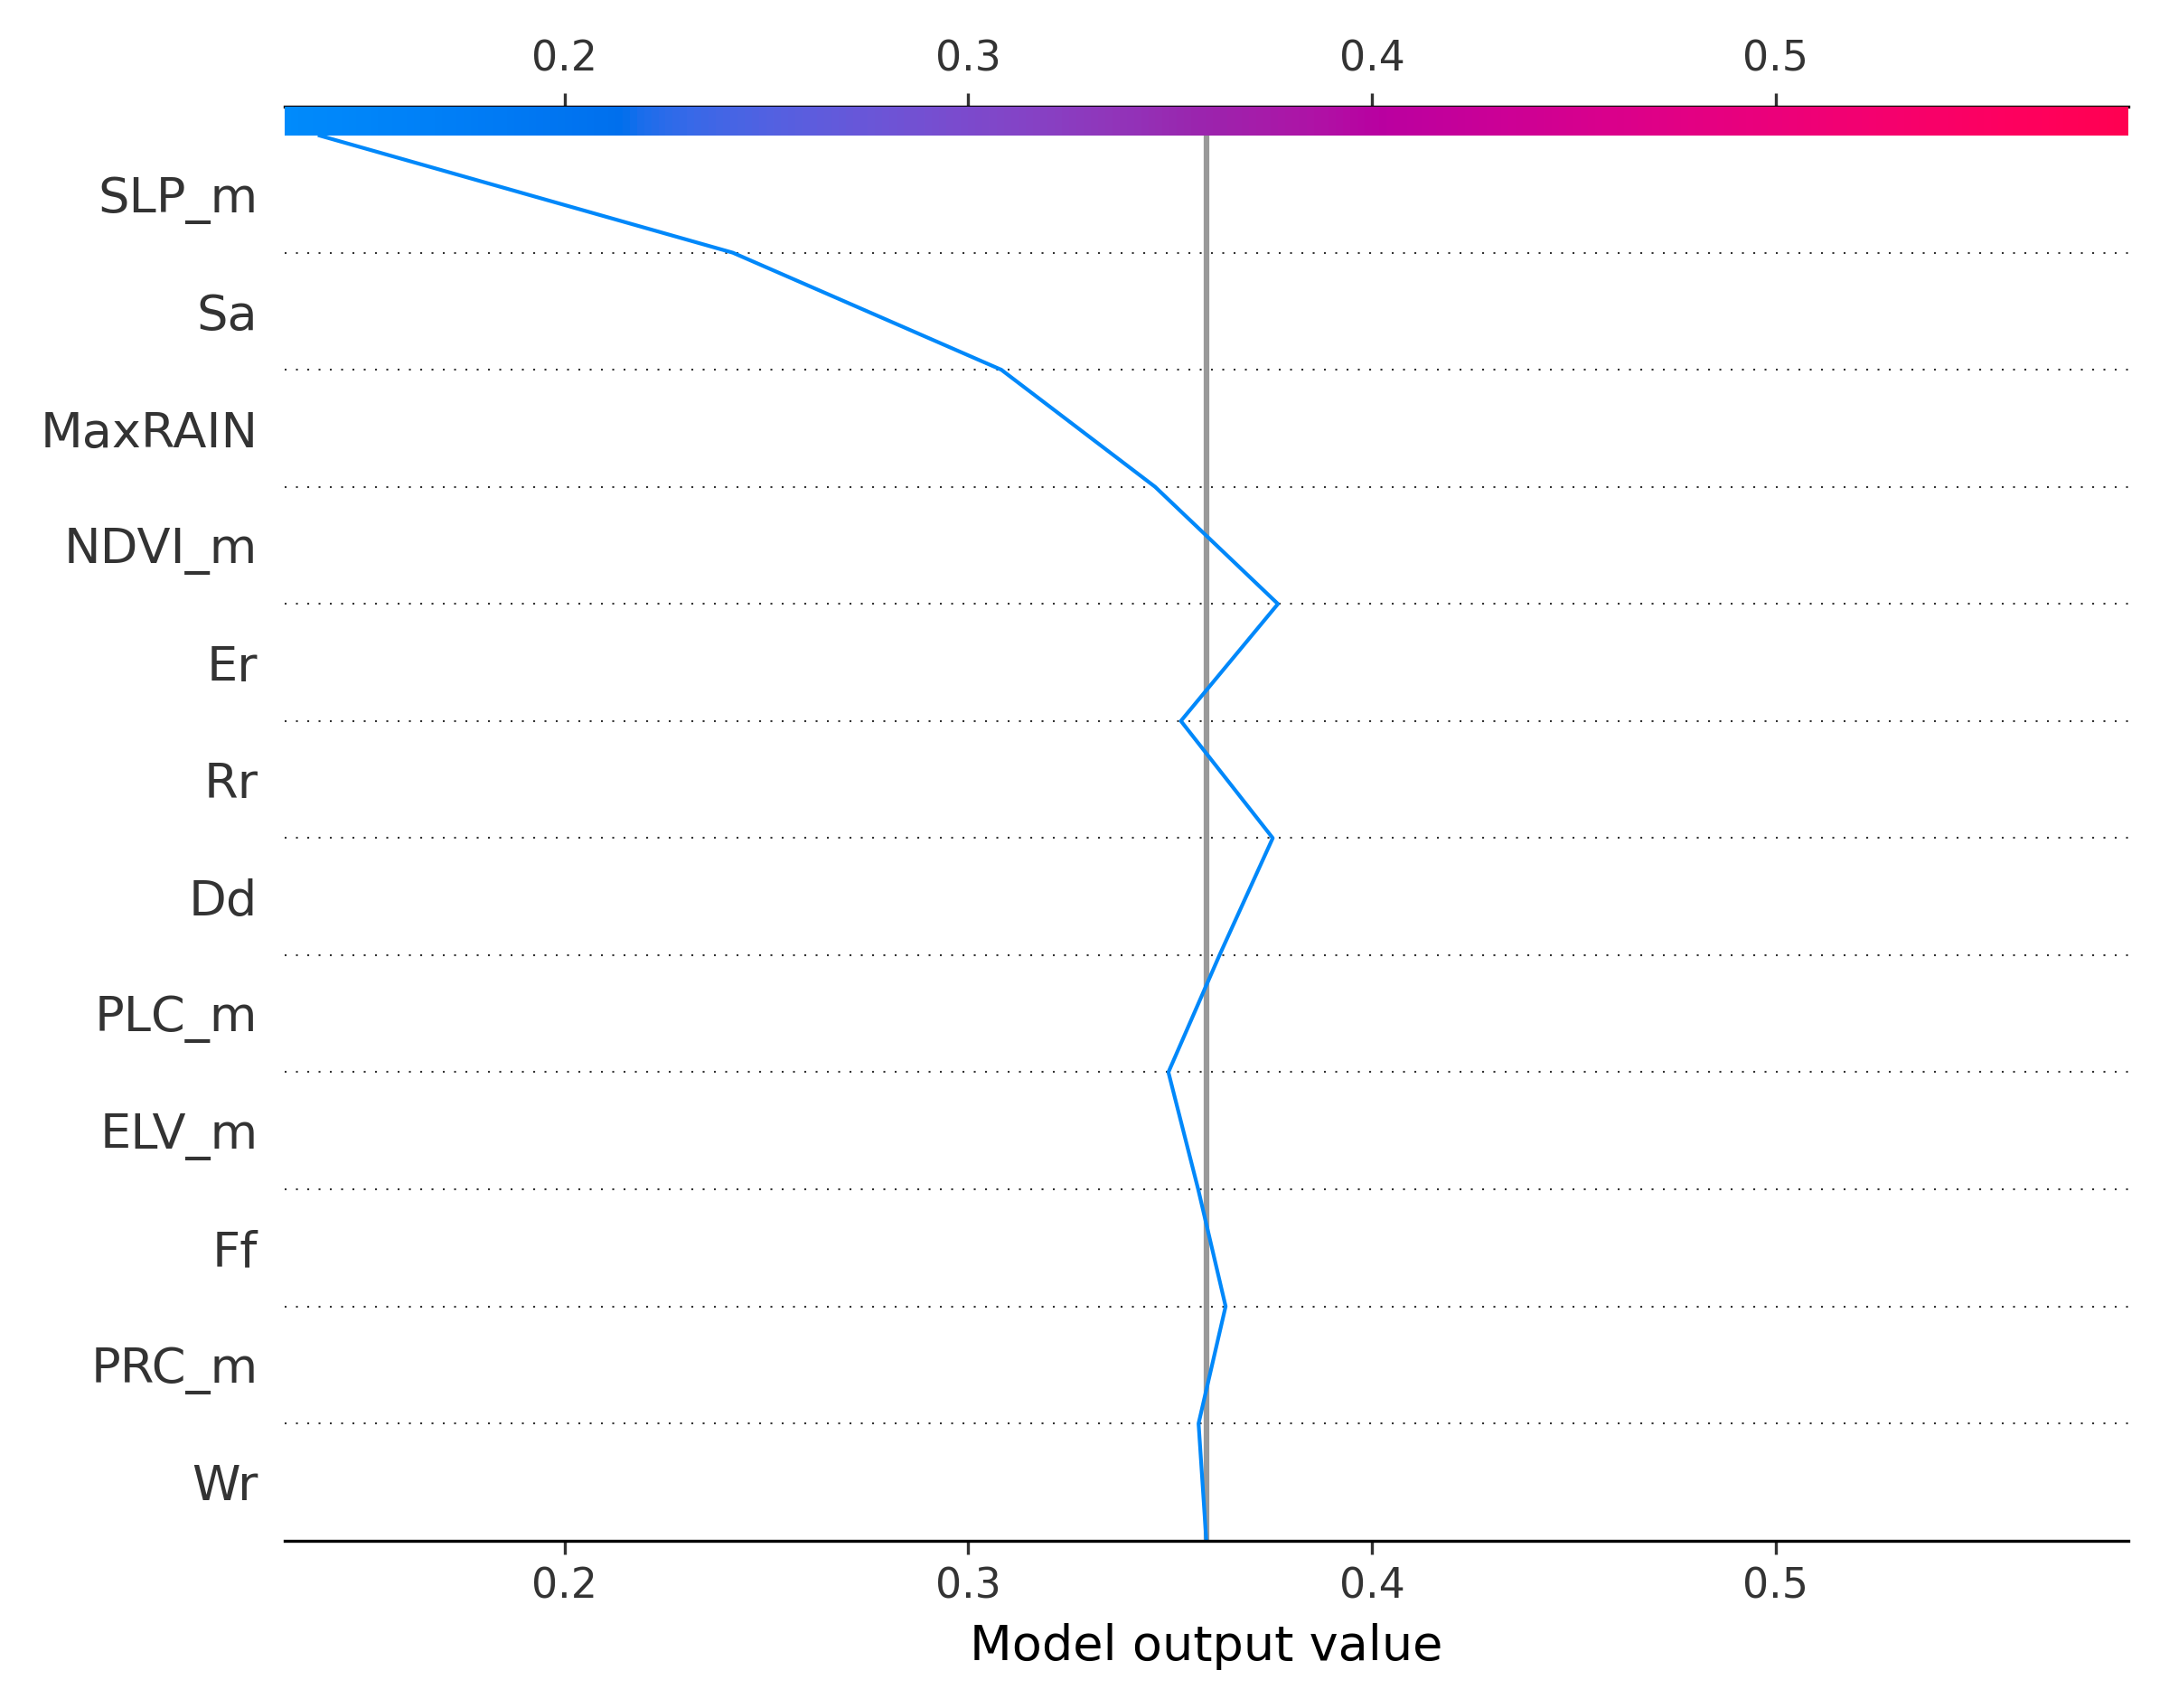 0.2 0.3 0.4 0.5
SLP_m
Sa
MaxRAIN
NDVI_m
Er
Rr
Dd
PLC_m
ELV_m
Ff
PRC_m
Wr
0.2 0.3 0.4 0.5
Model output value